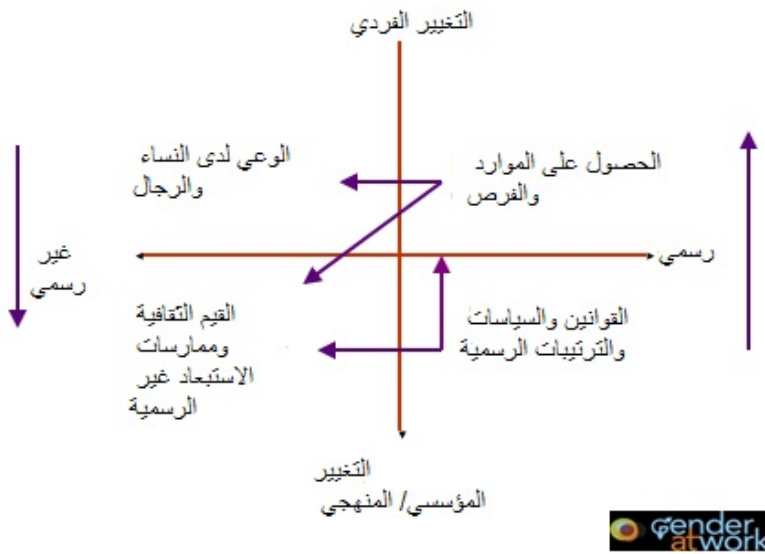 التغيير الفردي
الوعي لدى النساء
والرجال
الحصول على الموارد
والفرص
غير
رسمي
رسمي
القيم الثقافية
وممارسات
الاستبعاد غير
الرسمية
القوانين والسياسات
والترتيبات الرسمية
التغيير
المؤسسي/ المنهجي
gender
at work